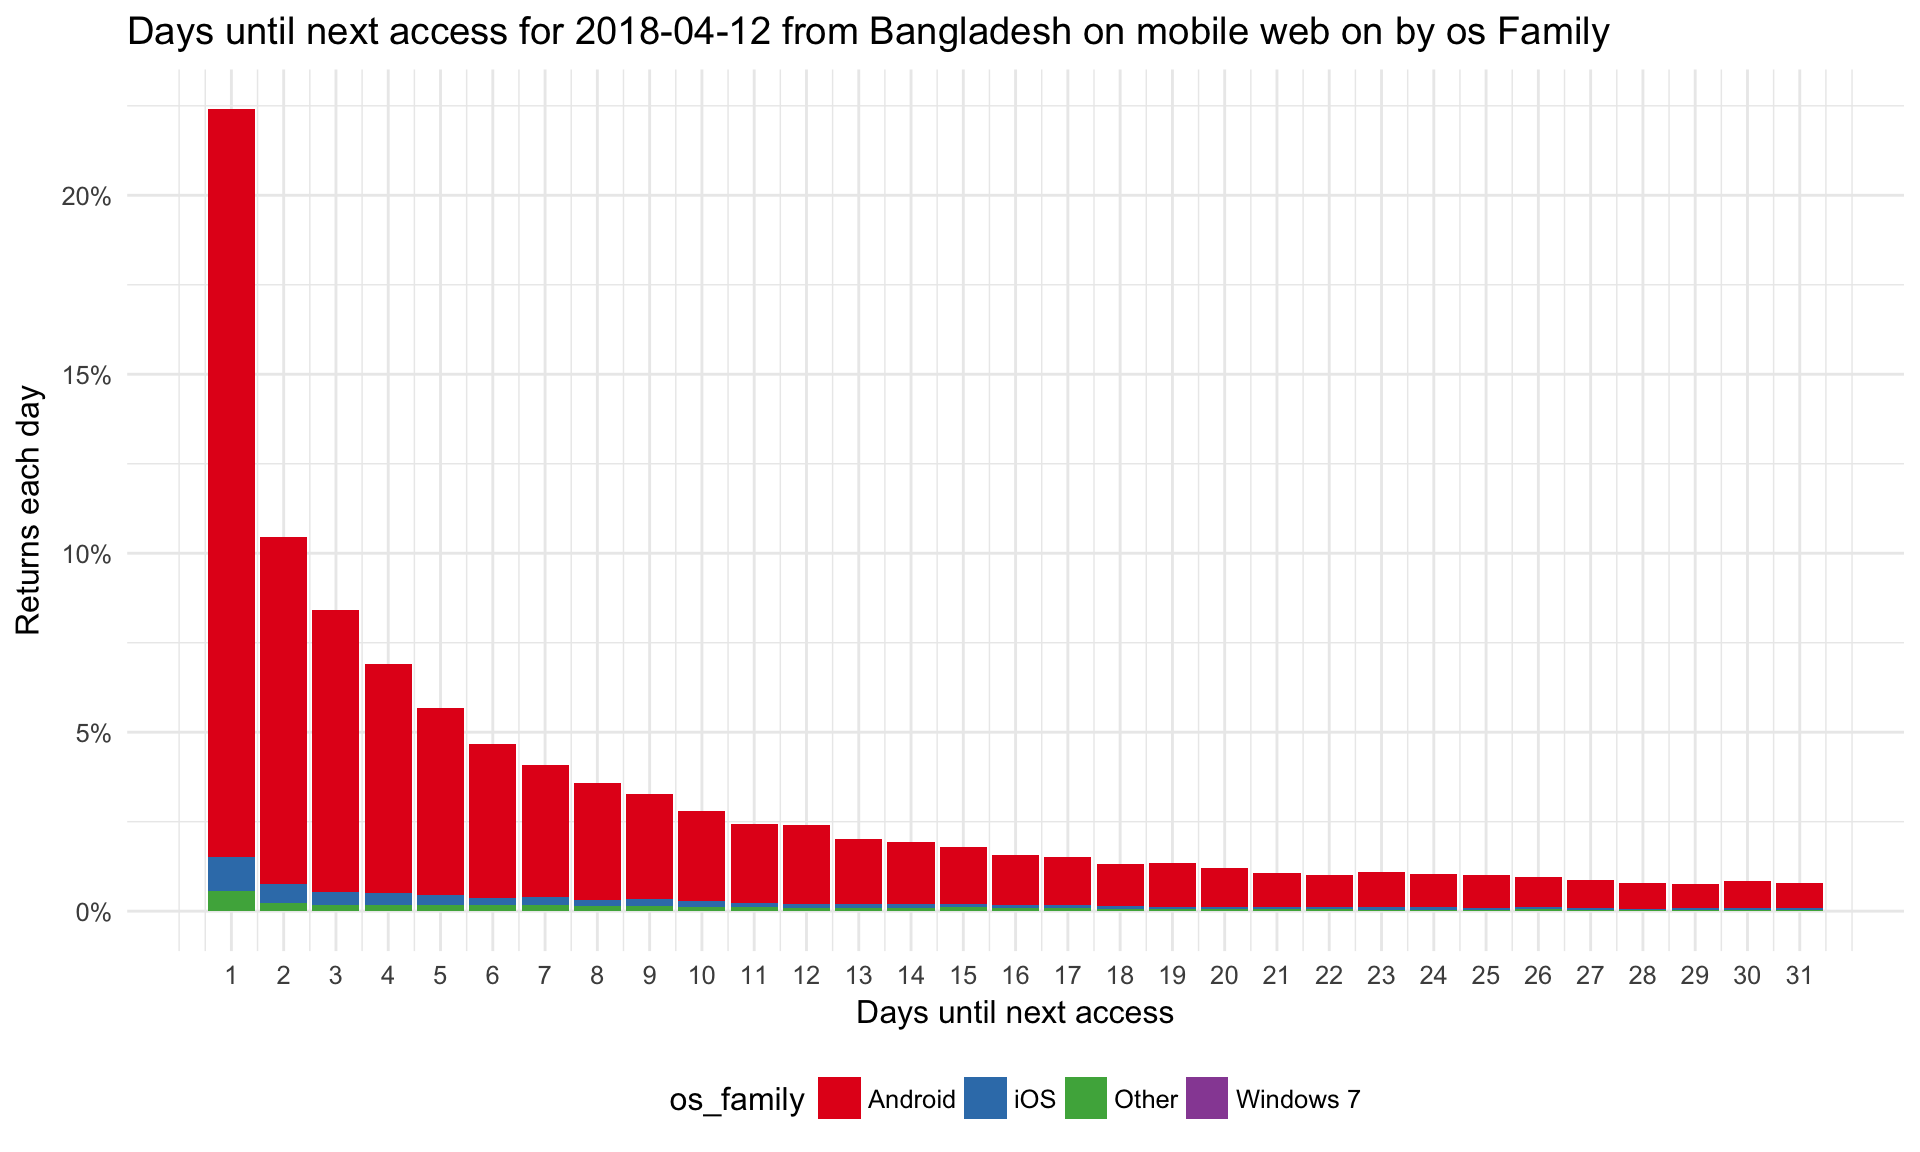 Days until next access for 2018-04-12 from Bangladesh on mobile web on by os Family
Returns each day
20%
15%
10%
5%
0%
1 2 3 4 5 6 7 8 9 10 11 12 13 14 15 16 17 18 19 20 21 22 23 24 25 26 27 28 29 30 31
Days until next access
os_family Android iOS Other Windows 7